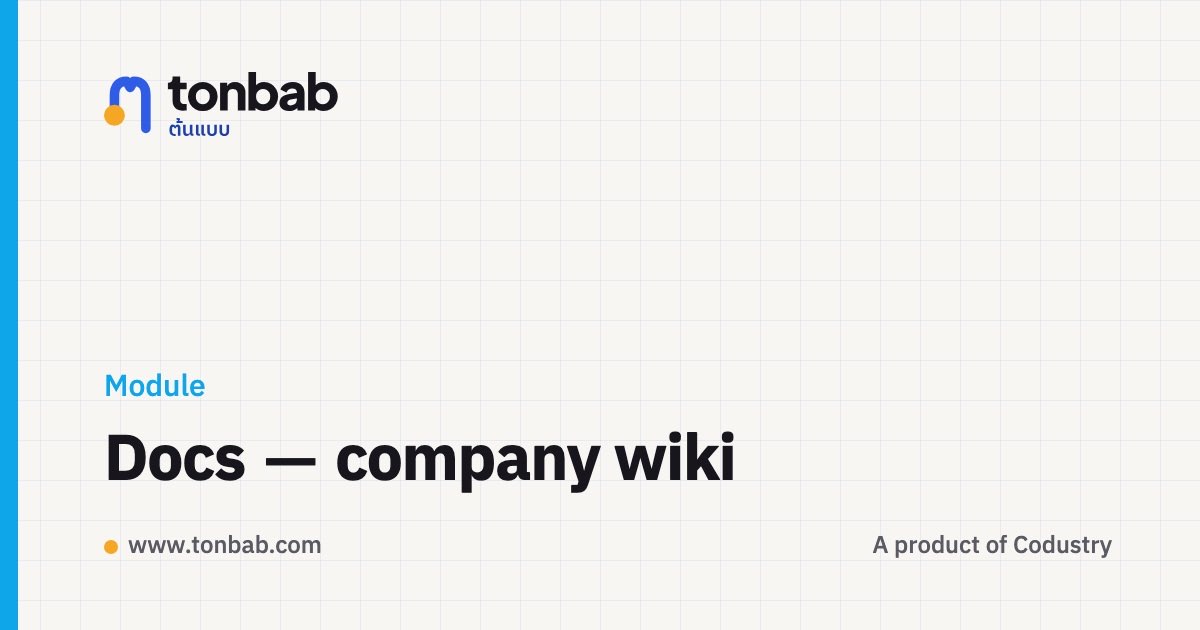 tonbab
ต้นแบบ
Module
Docs — company wiki
www.tonbab.com
A product of Codustry